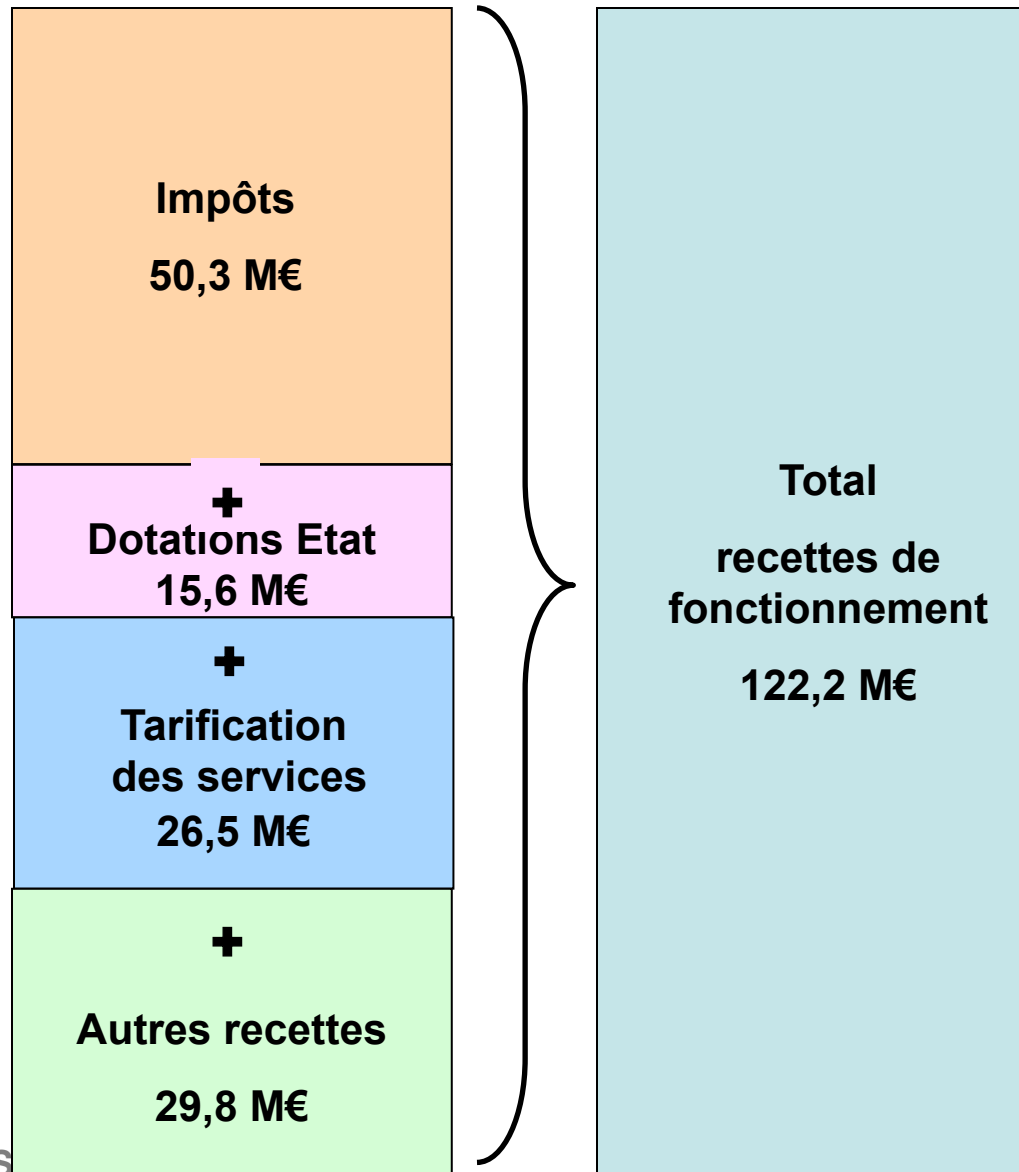 Impôts
50,3 M€
+
Dotations Etat
15,6 M€
+
Tarification
des services
26,5 M€
+
Autres recettes
29,8 M€
Total
recettes de
fonctionnement
122,2 M€